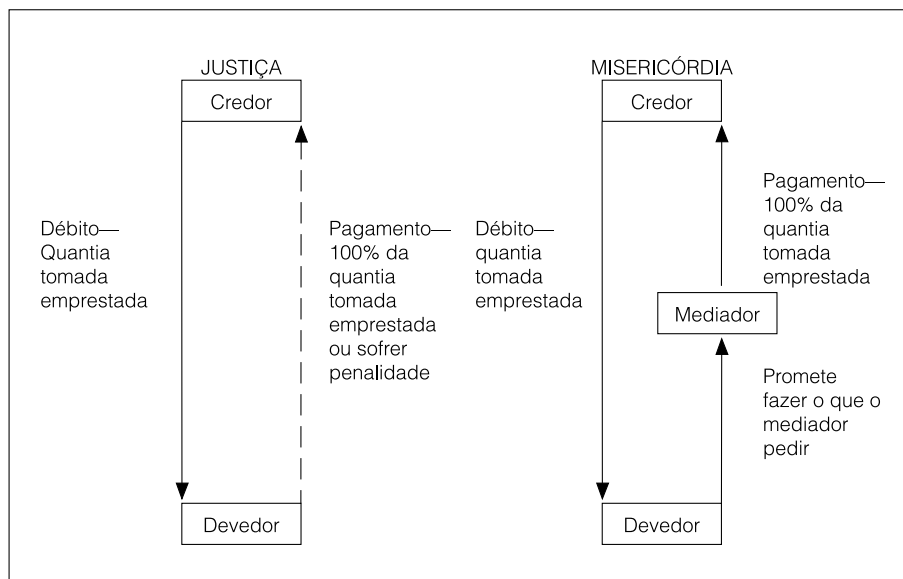 JUSTIÇA
Credor
Débito—
Quantia
tomada
emprestada
Pagamento—
100% da
quantia
tomada
emprestada
ou sofrer
penalidade
Devedor
MISERICÓRDIA
Credor
Débito—
quantia
tomada
emprestada
Pagamento—
100% da
quantia
tomada
emprestada
Mediador
Promete
fazer o que o
mediador
pedir
Devedor